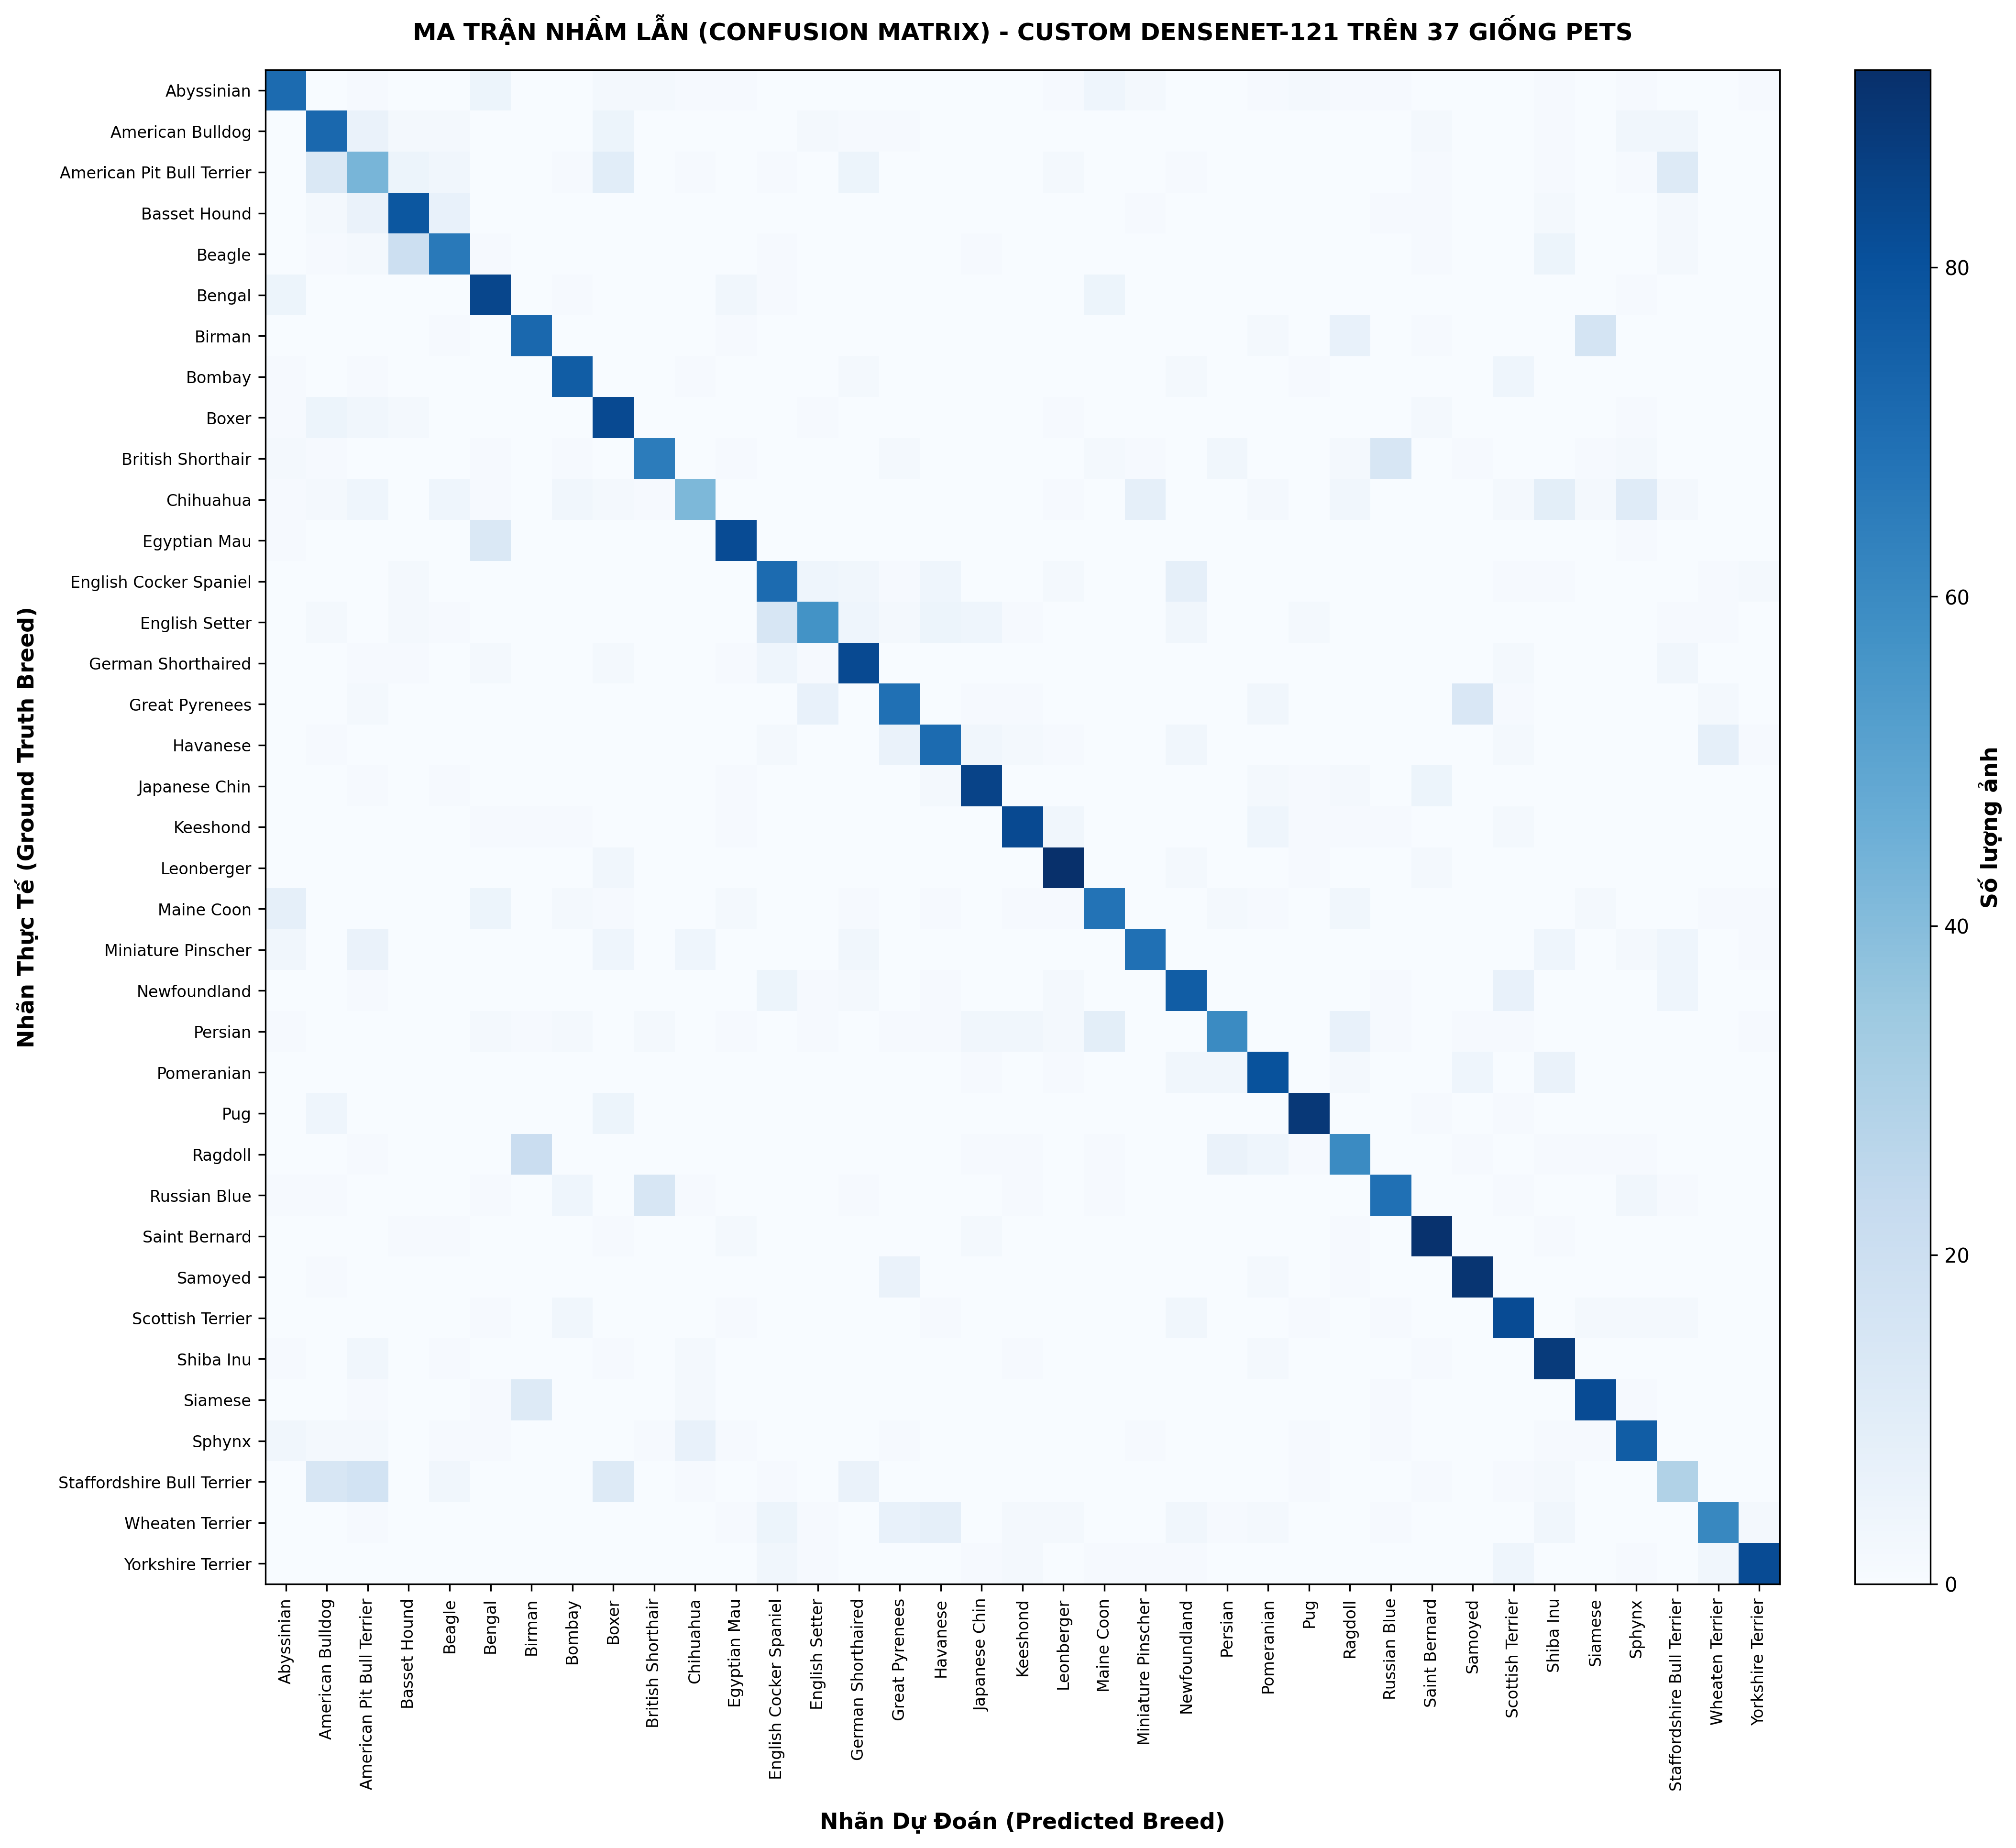 MA TRẬN NHẦM LẪN (CONFUSION MATRIX) - CUSTOM DENSENET-121 TRÊN 37 GIỐNG PETS
Nhãn Thực Tế (Ground Truth Breed)
Abyssinian
American Bulldog
American Pit Bull Terrier
Basset Hound
Beagle
Bengal
Birman
Bombay
Boxer
British Shorthair
Chihuahua
Egyptian Mau
English Cocker Spaniel
English Setter
German Shorthaired
Great Pyrenees
Havanese
Japanese Chin
Keeshond
Leonberger
Maine Coon
Miniature Pinscher
Newfoundland
Persian
Pomeranian
Pug
Ragdoll
Russian Blue
Saint Bernard
Samoyed
Scottish Terrier
Shiba Inu
Siamese
Sphynx
Staffordshire Bull Terrier
Wheaten Terrier
Yorkshire Terrier
Abyssinian
American Bulldog
American Pit Bull Terrier
Basset Hound
Beagle
Bengal
Birman
Bombay
Boxer
British Shorthair
Chihuahua
Egyptian Mau
English Cocker Spaniel
English Setter
German Shorthaired
Great Pyrenees
Havanese
Japanese Chin
Keeshond
Leonberger
Maine Coon
Miniature Pinscher
Newfoundland
Persian
Pomeranian
Pug
Ragdoll
Russian Blue
Saint Bernard
Samoyed
Scottish Terrier
Shiba Inu
Siamese
Sphynx
Staffordshire Bull Terrier
Wheaten Terrier
Yorkshire Terrier
Nhãn Dự Đoán (Predicted Breed)
80
60
40
20
0
Số lượng ảnh